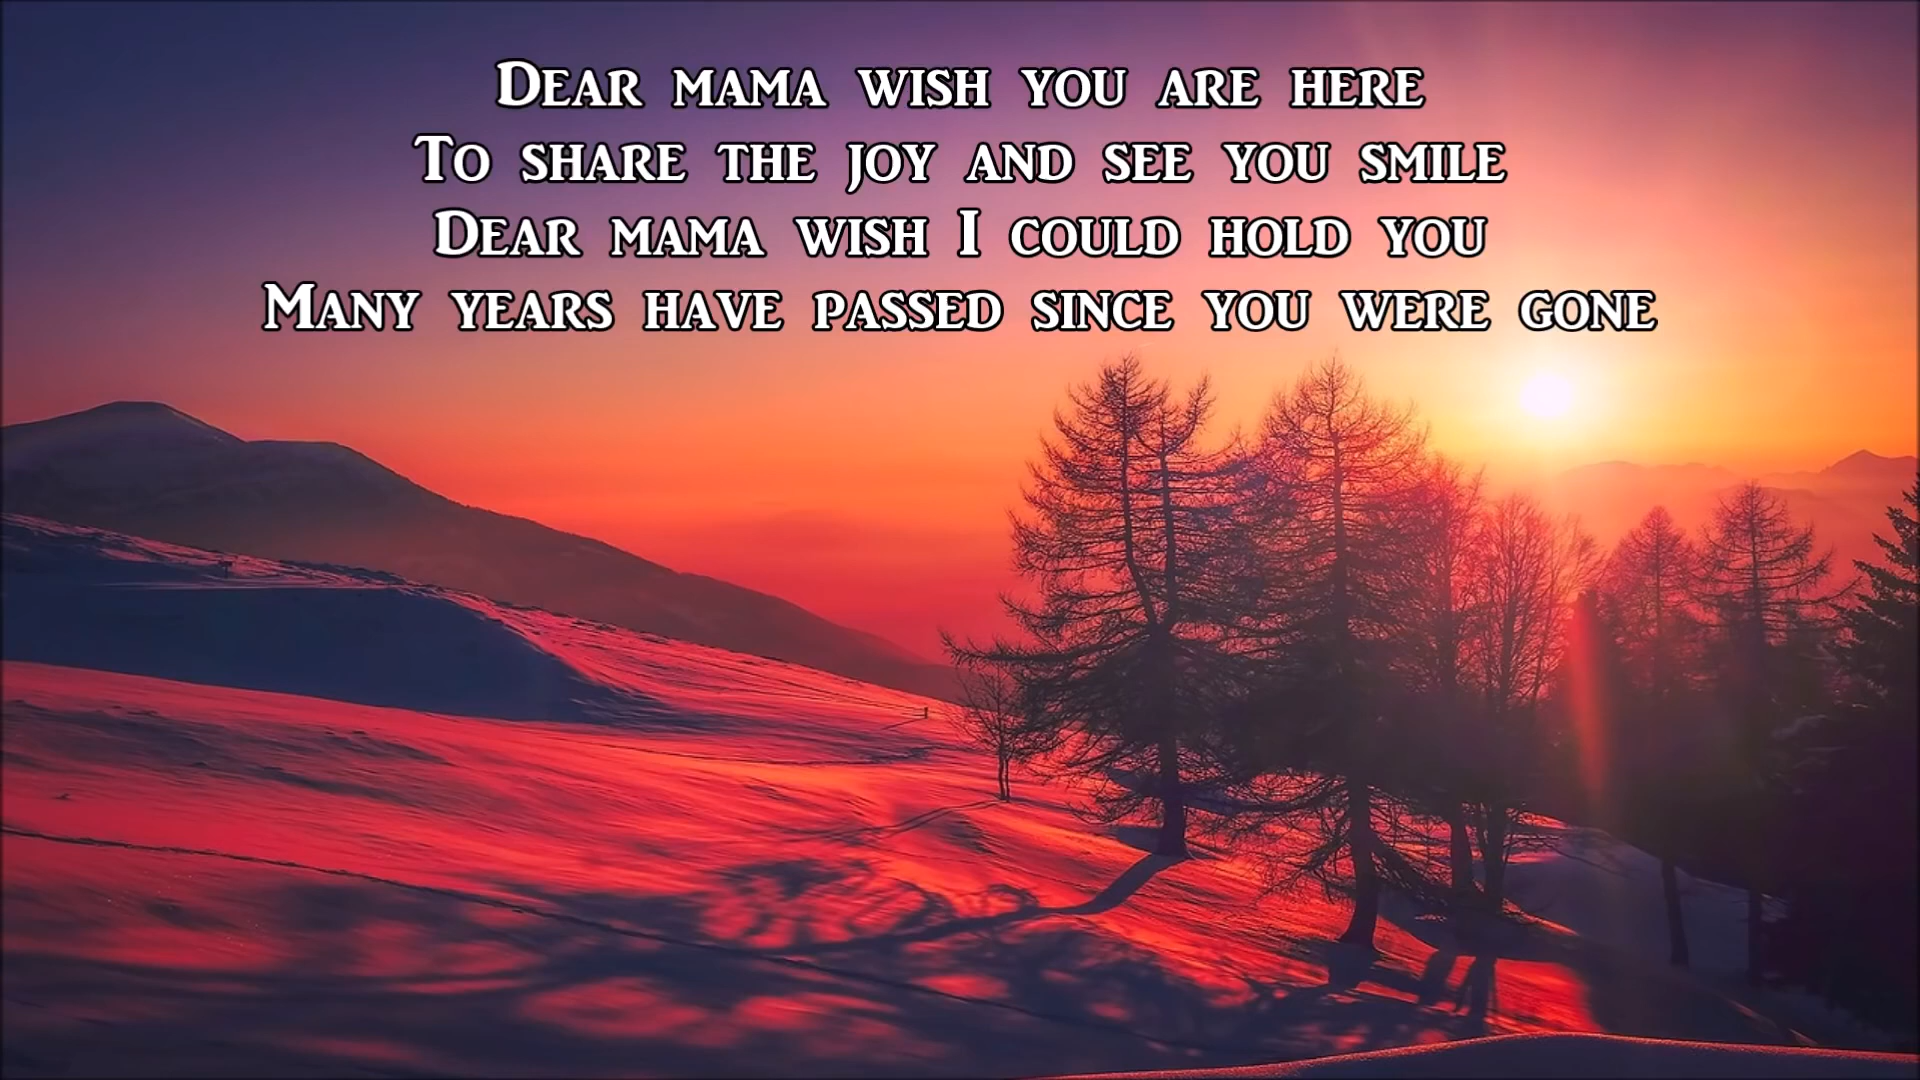 Dear mama wish you are here
To share the joy and see you smile
Dear mama wish I could hold you
Many years have passed since you were gone